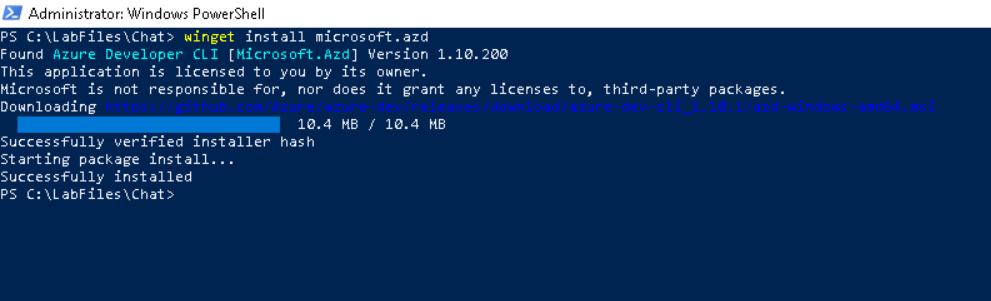 Administrator: Windows PowerShell
PS C:\LabFiles\Chat> winget install microsoft.azd
Found Azure Developer CLI [Microsoft.Azd] Version 1.10.200
This application is licensed to you by its owner.
Microsoft is not responsible for, nor does it grant any licenses to, third-party packages.
Downloading https://github.com/Azure/azure-dev/releases/download/azure-dev-cli_1.10.1/azd-windows-amd64.msi
10.4 MB / 10.4 MB
Successfully verified installer hash
Starting package install...
Successfully installed
PS C:\LabFiles\Chat>